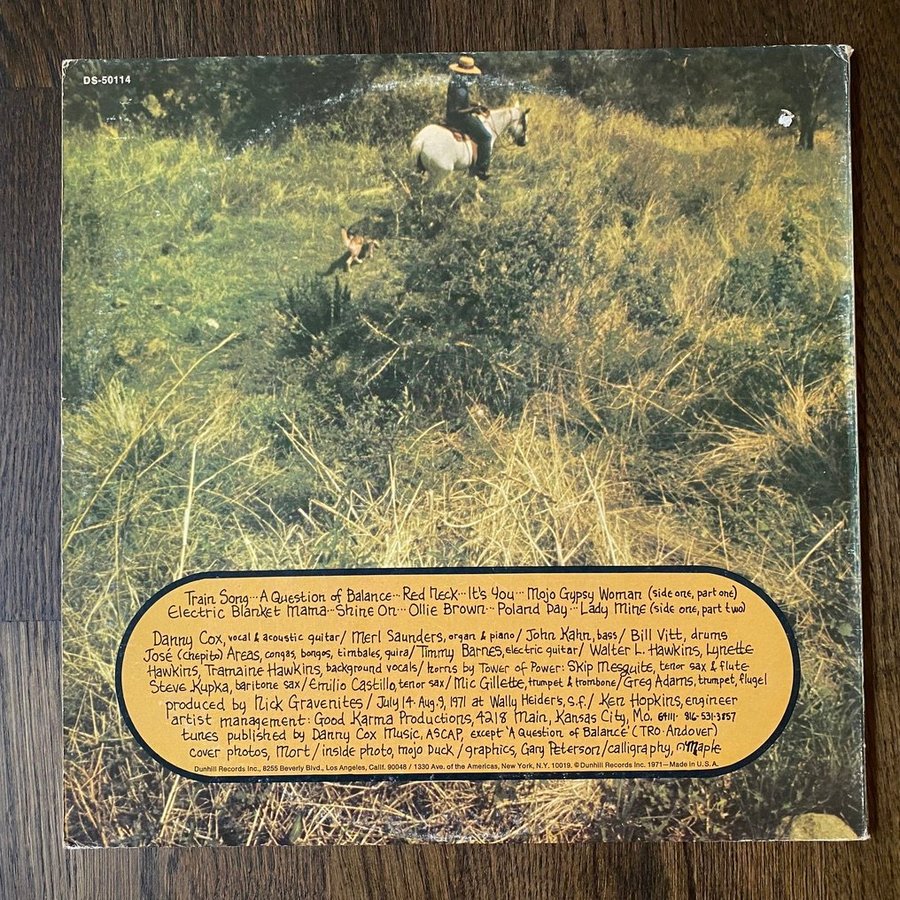 DS-50114
Train Song··· A Question of Balance··· Red Neck··· It's You··· Mojo Gypsy Woman (side one, part one)
Electric Blanket Mama··· Shine On··· Ollie Brown··· Poland Day··· Lady Mine (side one, part two)
Danny Cox, vocal & acoustic guitar/ Merl Saunders, organ & piano/ John Kahn, bass/ Bill Vitt, drums
José (Chepito) Areas, congas, bongos, timbales, guira/ Timmy Barnes, electric guitar/ Walter L. Hawkins, Lynette
Hawkins, Tramaine Hawkins, background vocals/ horns by Tower of Power: Skip Mesquite, tenor sax & flute
Steve Kupka, baritone sax/ Emilio Castillo, tenor sax/ Mic Gillette, trumpet & trombone/ Greg Adams, trumpet, flugel
produced by Nick Gravenites/ July 14-Aug. 9, 1971 at Wally Heider's, S.F./ Ken Hopkins, engineer
artist management: Good Karma Productions, 4218 Main, Kansas City, Mo. 64111· 816-531-3857
tunes published by Danny Cox Music, ASCAP, except 'A Question of Balance' (TRO-Andover)
cover photos, Mort/ inside photo, mojo Duck/ graphics, Gary Peterson/ calligraphy, Maple
Dunhill Records Inc., 8255 Beverly Blvd., Los Angeles, Calif. 90048 / 1330 Ave. of the Americas, New York, N.Y. 10019. ©Dunhill Records Inc. 1971—Made in U.S.A.